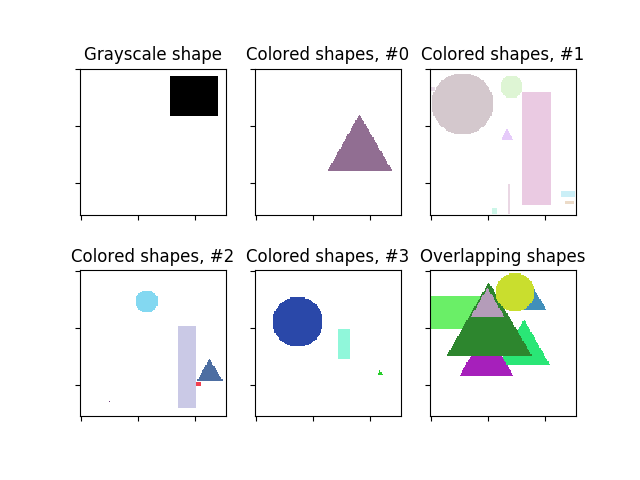 Grayscale shape
Colored shapes, #0
Colored shapes, #1
Colored shapes, #2
Colored shapes, #3
Overlapping shapes